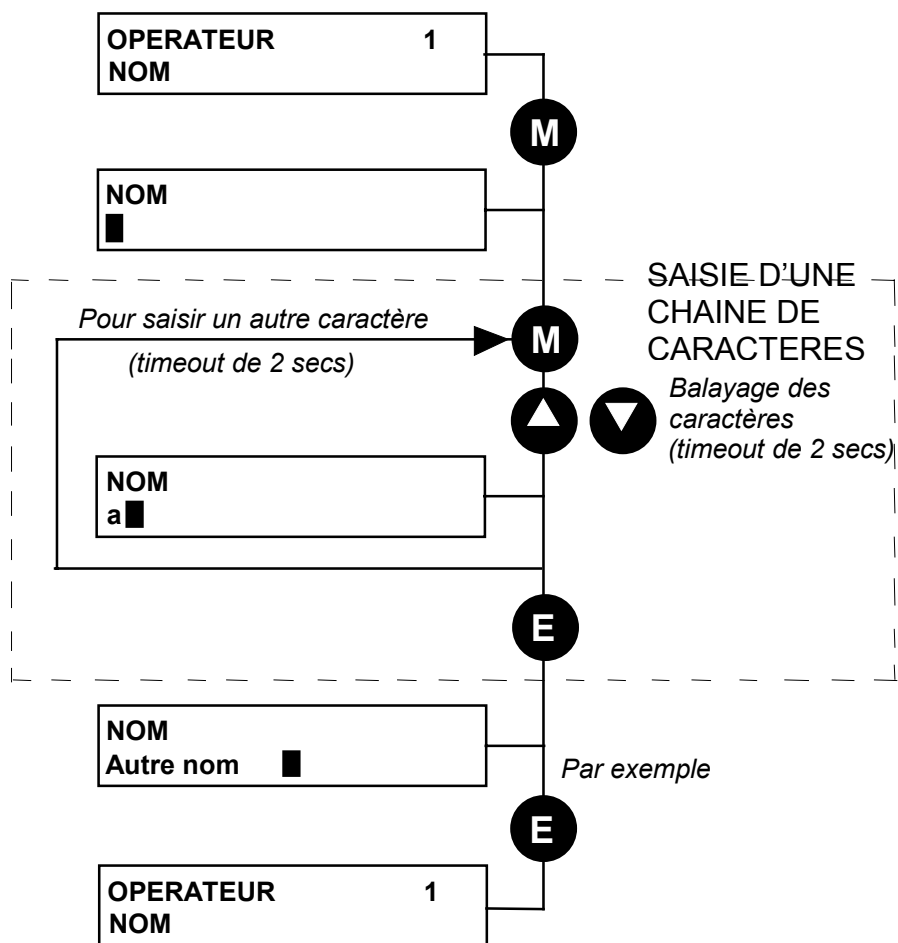 OPERATEUR 1
NOM
M
NOM
SAISIE D'UNE
CHAINE DE
CARACTERES
Pour saisir un autre caractère
(timeout de 2 secs)
M
Balayage des
caractères
(timeout de 2 secs)
NOM
a
E
NOM
Autre nom
Par exemple
E
OPERATEUR 1
NOM